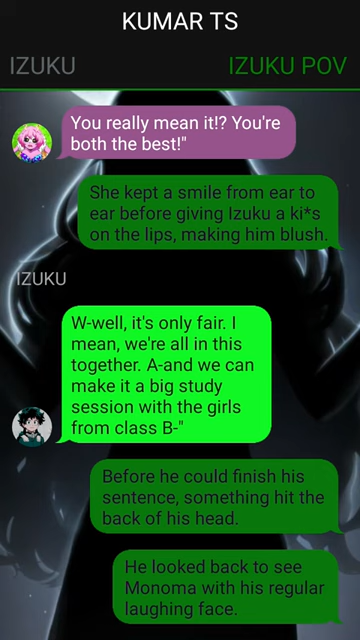 KUMAR TS
IZUKU
IZUKU POV
You really mean it!? You're
both the best!"
She kept a smile from ear to
ear before giving Izuku a ki*s
on the lips, making him blush.
IZUKU
W-well, it's only fair. I
mean, we're all in this
together. A-and we can
make it a big study
session with the girls
from class B-"
Before he could finish his
sentence, something hit the
back of his head.
He looked back to see
Monoma with his regular
laughing face.